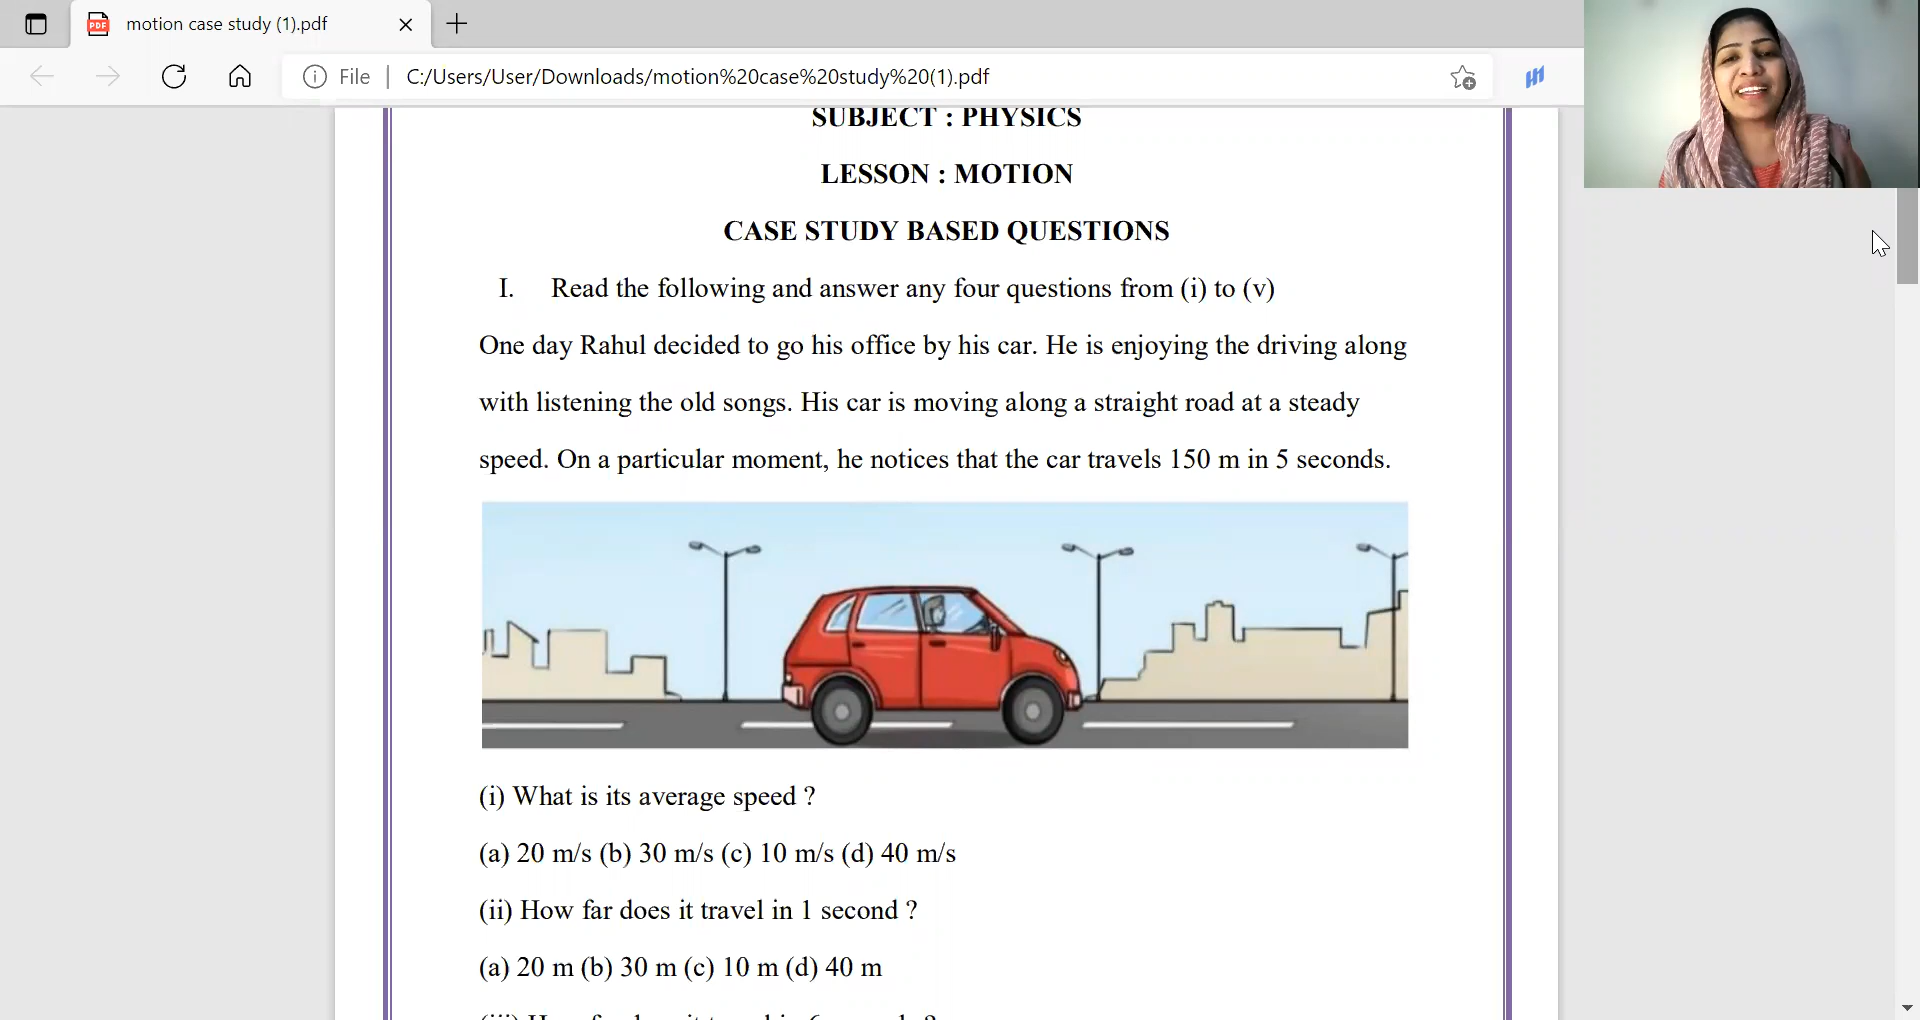 motion case study (1).pdf
File
C:/Users/User/Downloads/motion%20case%20study%20(1).pdf
SUBJECT : PHYSICS
LESSON : MOTION
CASE STUDY BASED QUESTIONS
I. Read the following and answer any four questions from (i) to (v)
One day Rahul decided to go his office by his car. He is enjoying the driving along
with listening the old songs. His car is moving along a straight road at a steady
speed. On a particular moment, he notices that the car travels 150 m in 5 seconds.
(i) What is its average speed ?
(a) 20 m/s (b) 30 m/s (c) 10 m/s (d) 40 m/s
(ii) How far does it travel in 1 second ?
(a) 20 m (b) 30 m (c) 10 m (d) 40 m